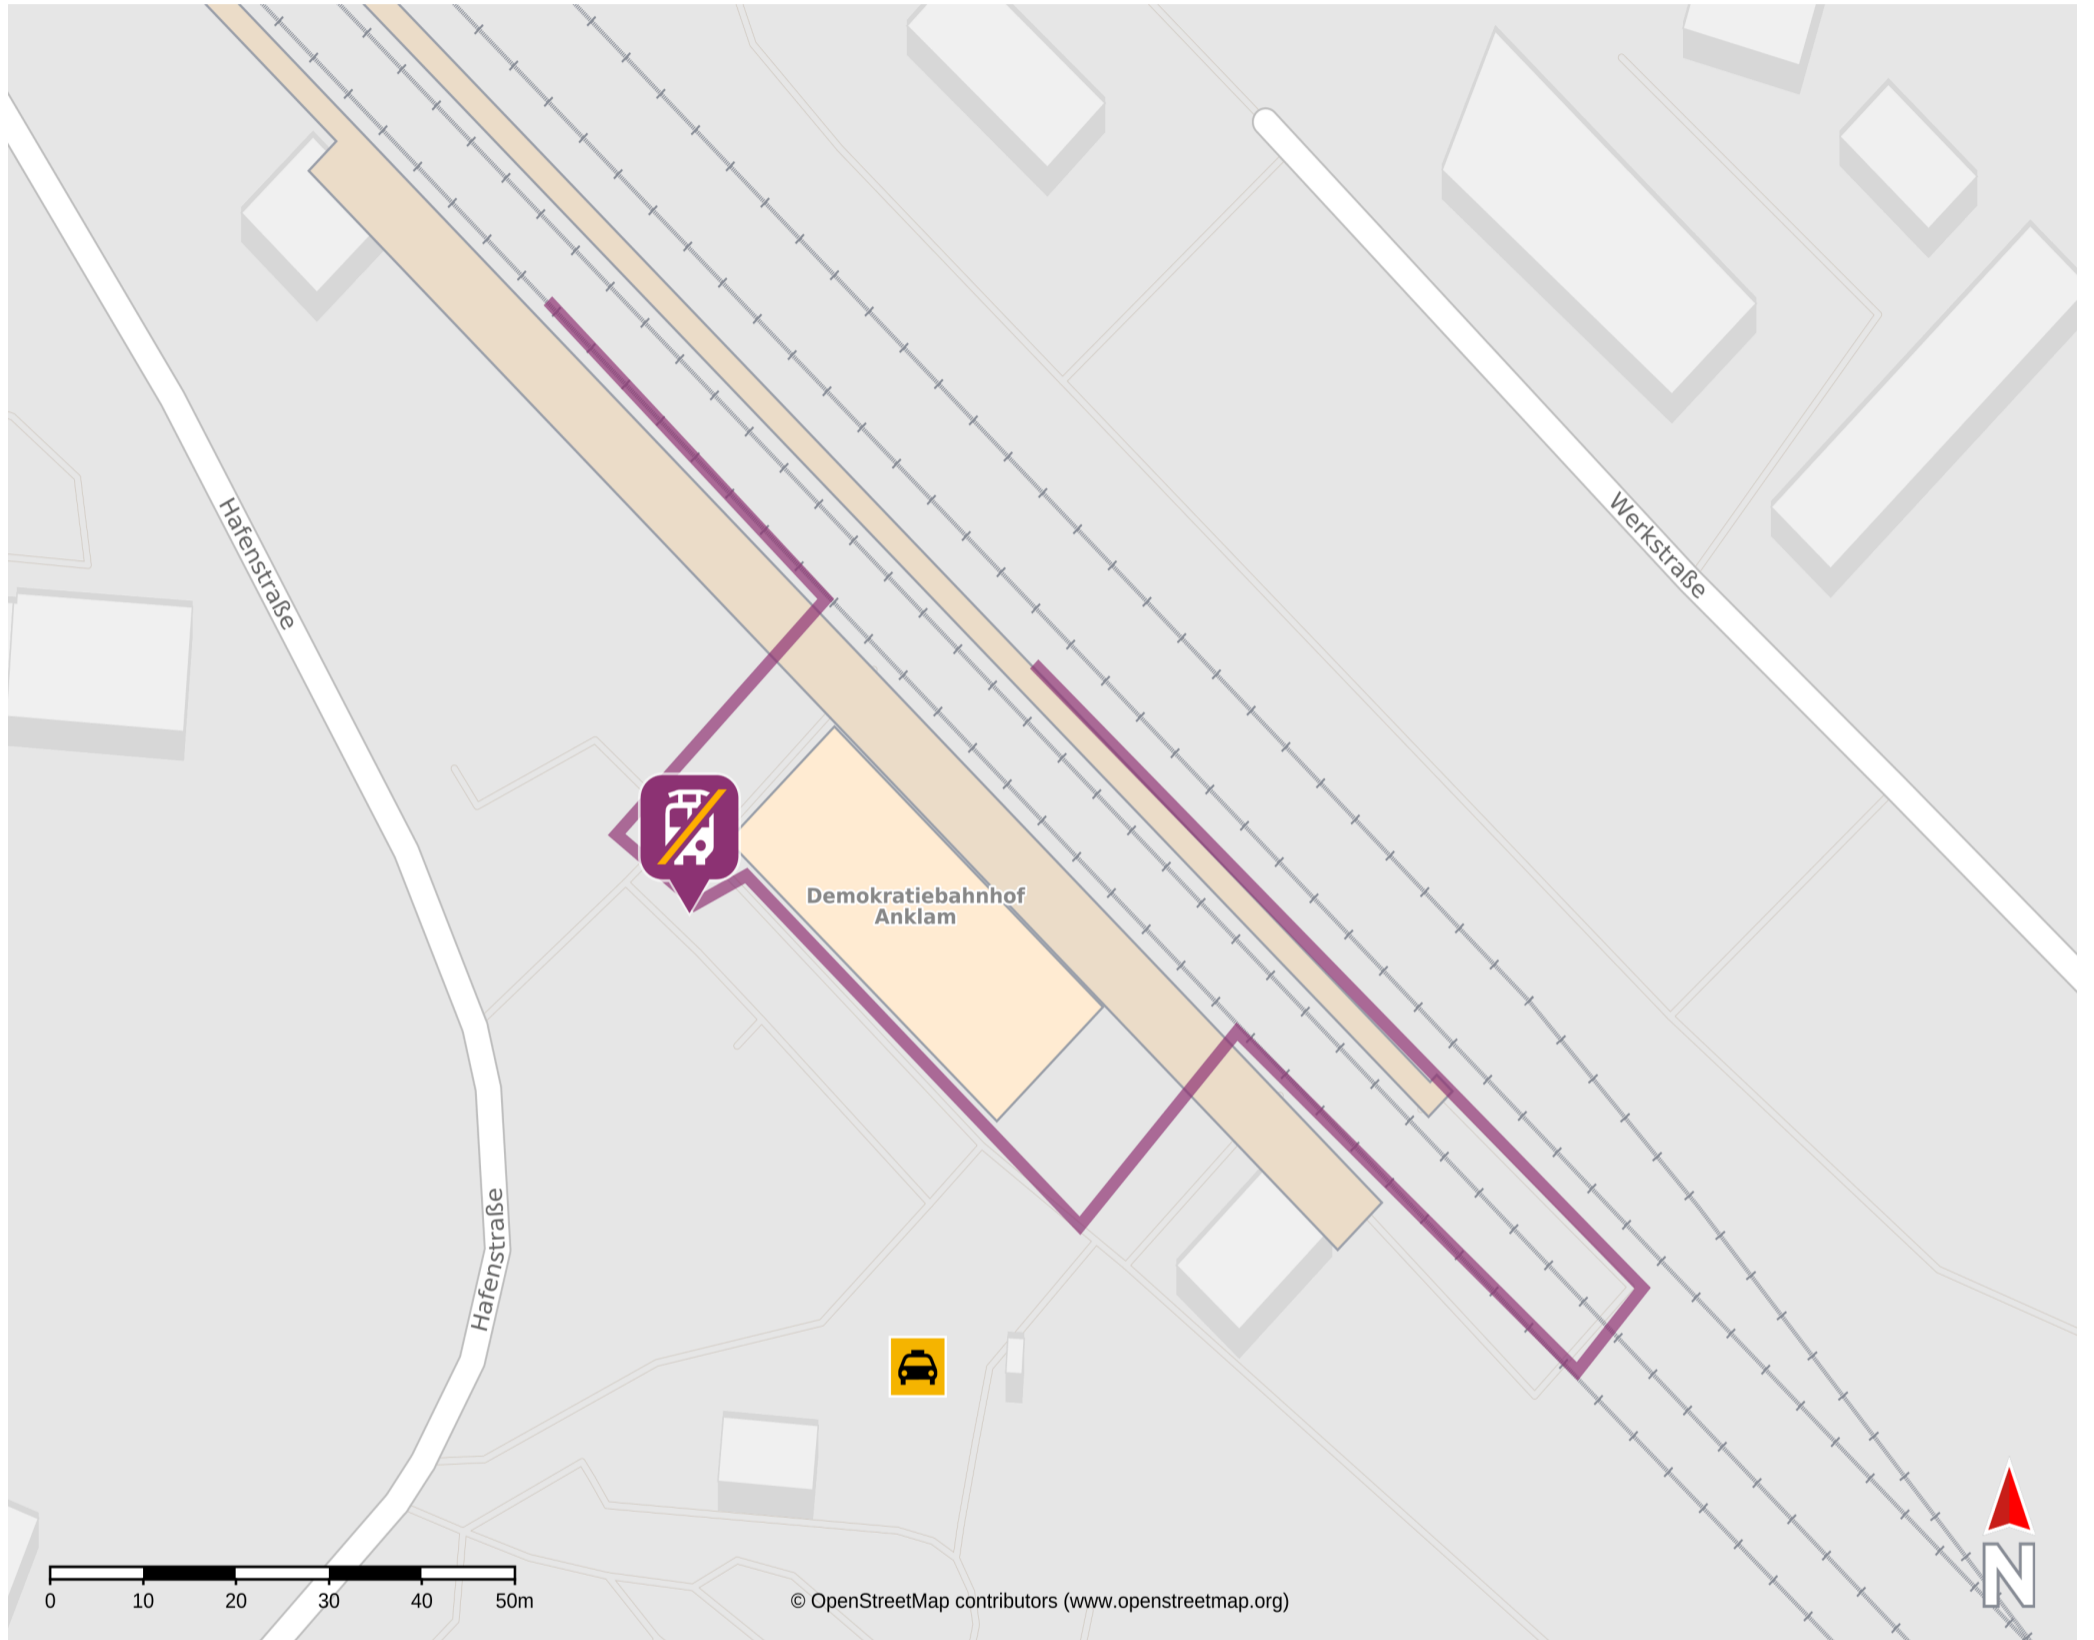 Hafenstraße
Werkstraße
Demokratiebahnhof
Anklam
Hafenstraße
N
0 10 20 30 40 50m
© OpenStreetMap contributors (www.openstreetmap.org)